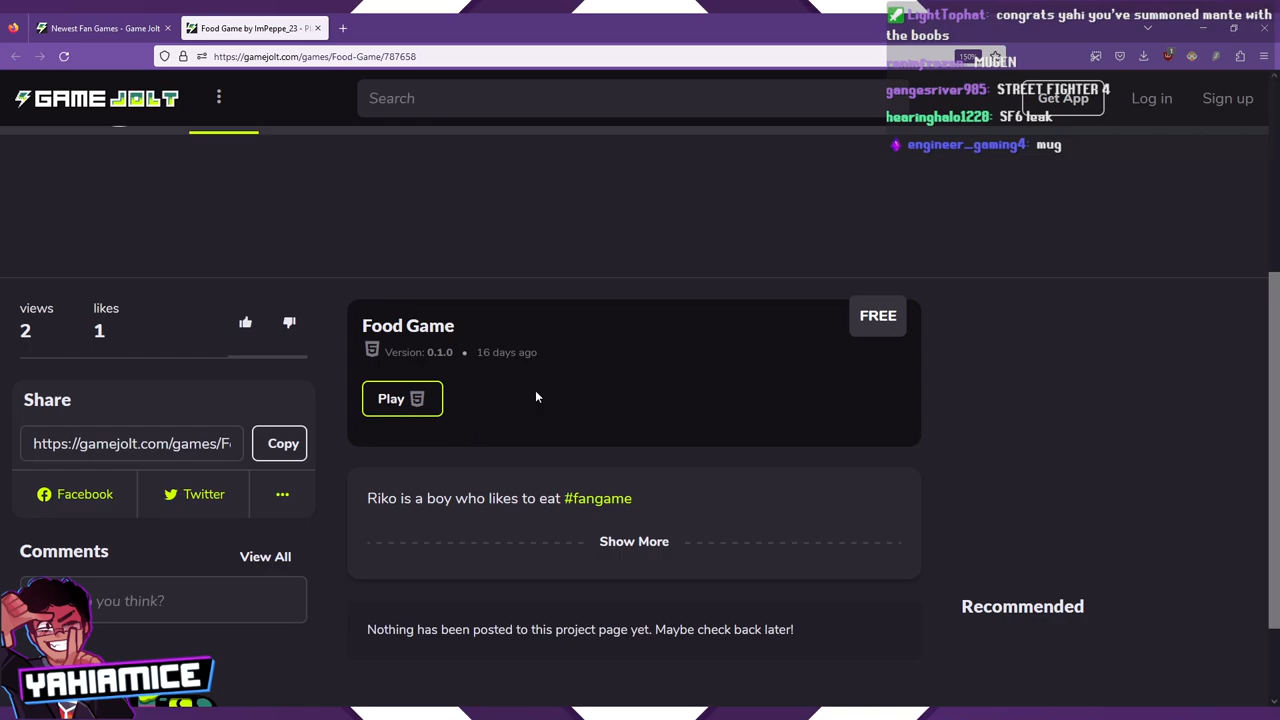 Newest Fan Games - Game Jolt
Food Game by ImPeppe_23 - Pl
https://gamejolt.com/games/Food-Game/787658
150%
LightTophat: congrats yahi you've summoned mante with
the boobs
MUGEN
gangesriver985: STREET FIGHTER 4
hearinghalo1220: SF6 leak
engineer_gaming4: mug
GAME JOLT
Search
Get App
Log in
Sign up
views
2
likes
1
Food Game
FREE
Version: 0.1.0 • 16 days ago
Play
Share
https://gamejolt.com/games/F
Copy
Facebook
Twitter
Riko is a boy who likes to eat #fangame
Show More
Comments
View All
you think?
Nothing has been posted to this project page yet. Maybe check back later!
Recommended
YAHIAMICE